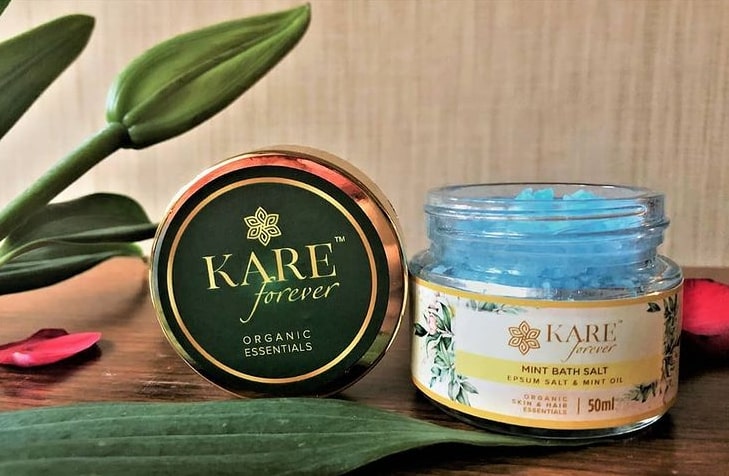 KARE™
forever
ORGANIC
ESSENTIALS
KARE™
forever
MINT BATH SALT
EPSUM SALT & MINT OIL
ORGANIC
SKIN & HAIR
ESSENTIALS
50ml